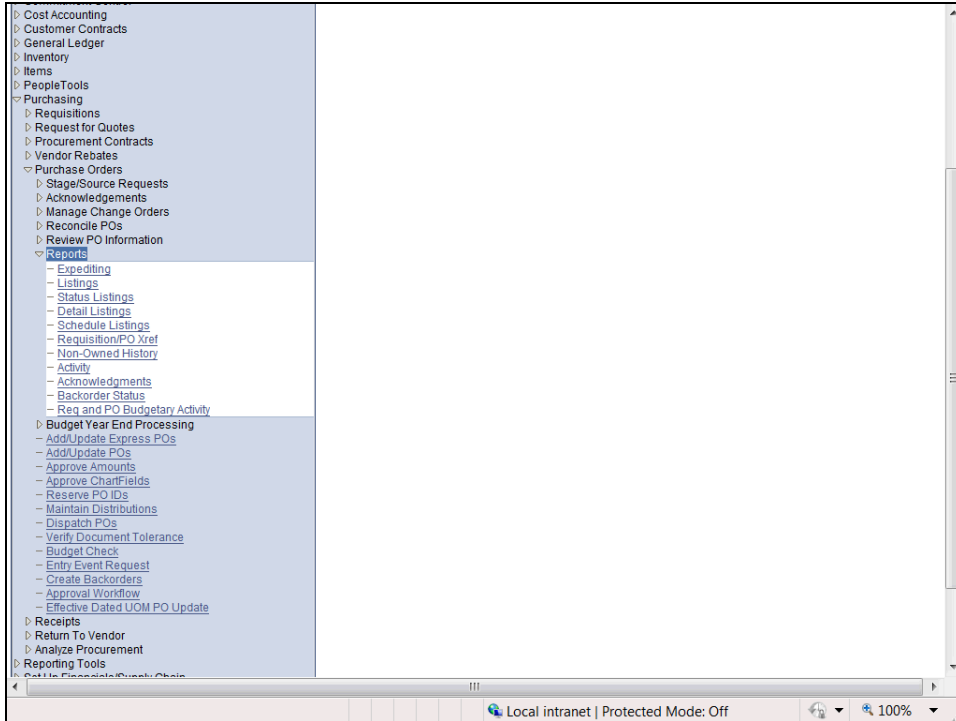 Cost Accounting
Customer Contracts
General Ledger
Inventory
Items
PeopleTools
Purchasing
Requisitions
Request for Quotes
Procurement Contracts
Vendor Rebates
Purchase Orders
Stage/Source Requests
Acknowledgements
Manage Change Orders
Reconcile POs
Review PO Information
Reports
Expediting
Listings
Status Listings
Detail Listings
Schedule Listings
Requisition/PO Xref
Non-Owned History
Activity
Acknowledgments
Backorder Status
Req and PO Budgetary Activity
Budget Year End Processing
Add/Update Express POs
Add/Update POs
Approve Amounts
Approve ChartFields
Reserve PO IDs
Maintain Distributions
Dispatch POs
Verify Document Tolerance
Budget Check
Entry Event Request
Create Backorders
Approval Workflow
Effective Dated UOM PO Update
Receipts
Return To Vendor
Analyze Procurement
Reporting Tools
Set Up Financials/Supply Chain
Local intranet | Protected Mode: Off
100%